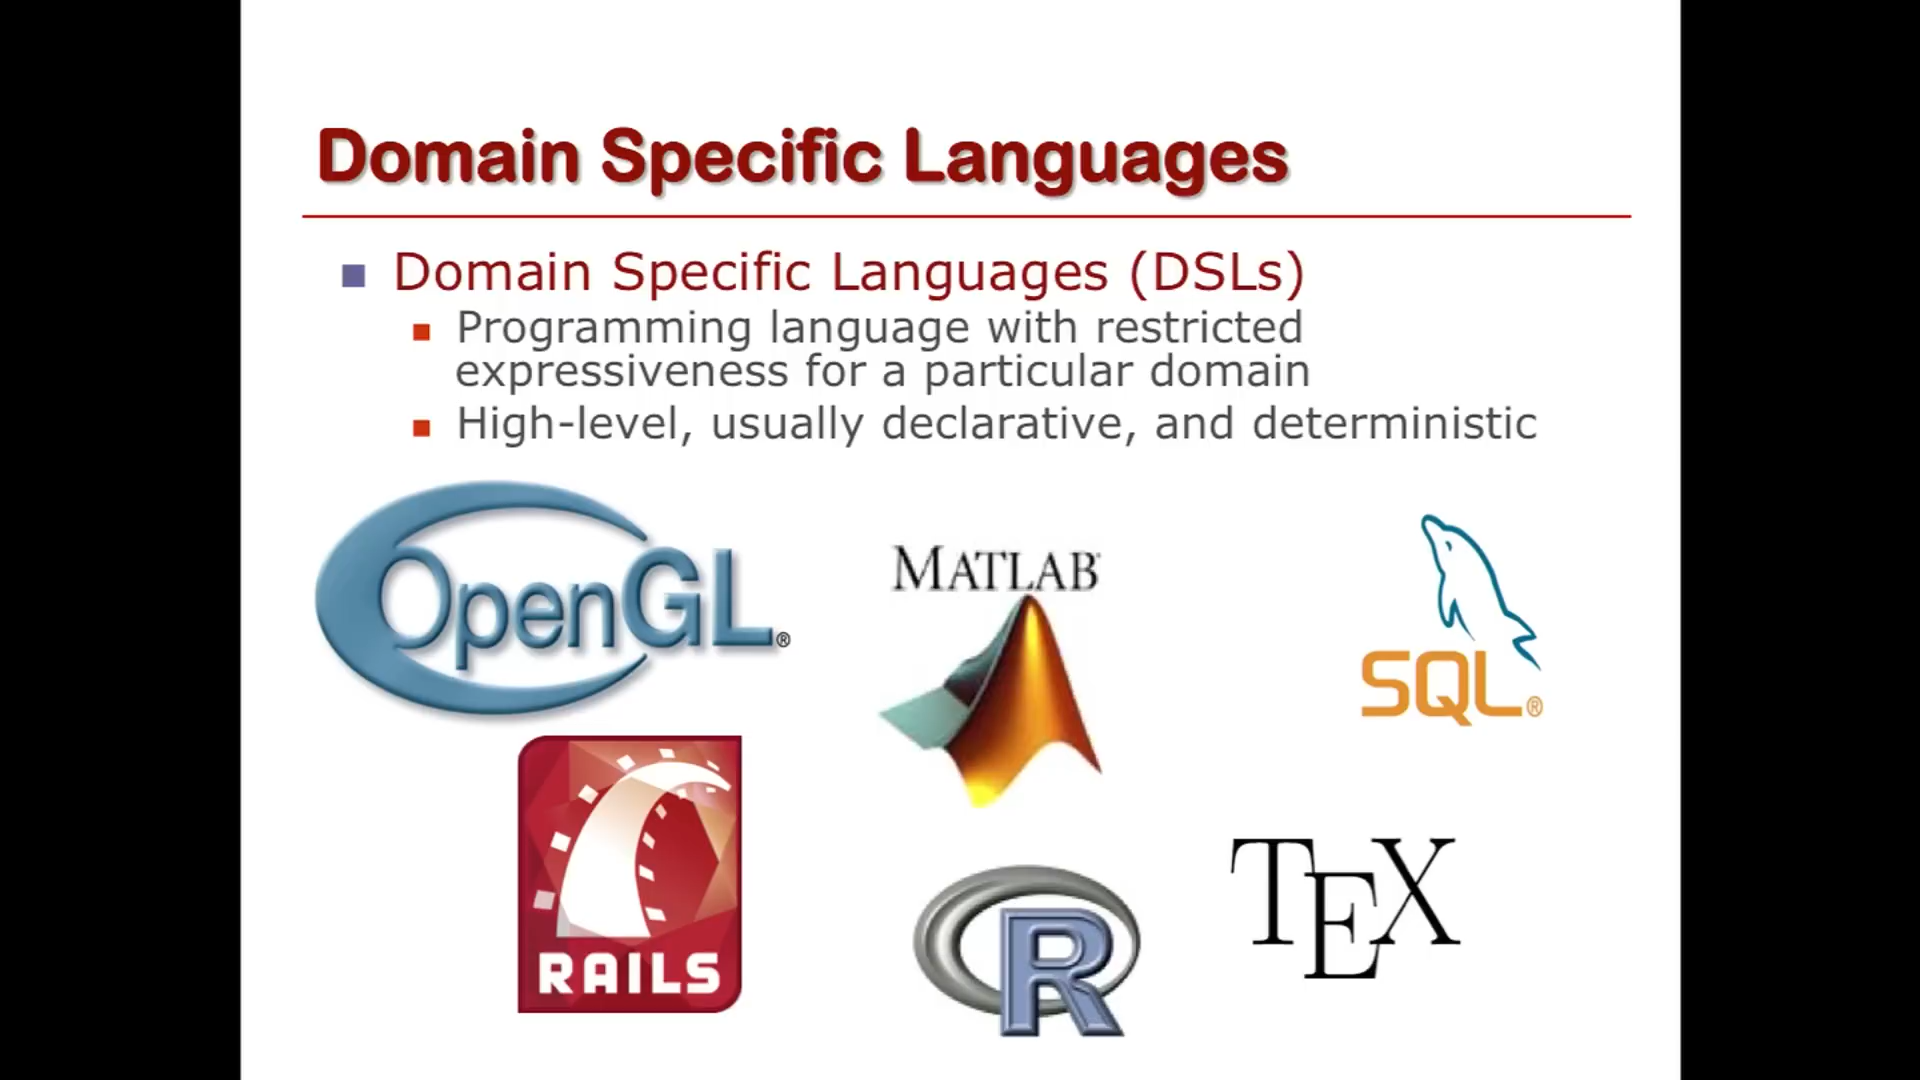 Domain Specific Languages
Domain Specific Languages (DSLs)
Programming language with restricted
expressiveness for a particular domain
High-level, usually declarative, and deterministic
OpenGL®
MATLAB
SQL®
RAILS
R
TEX